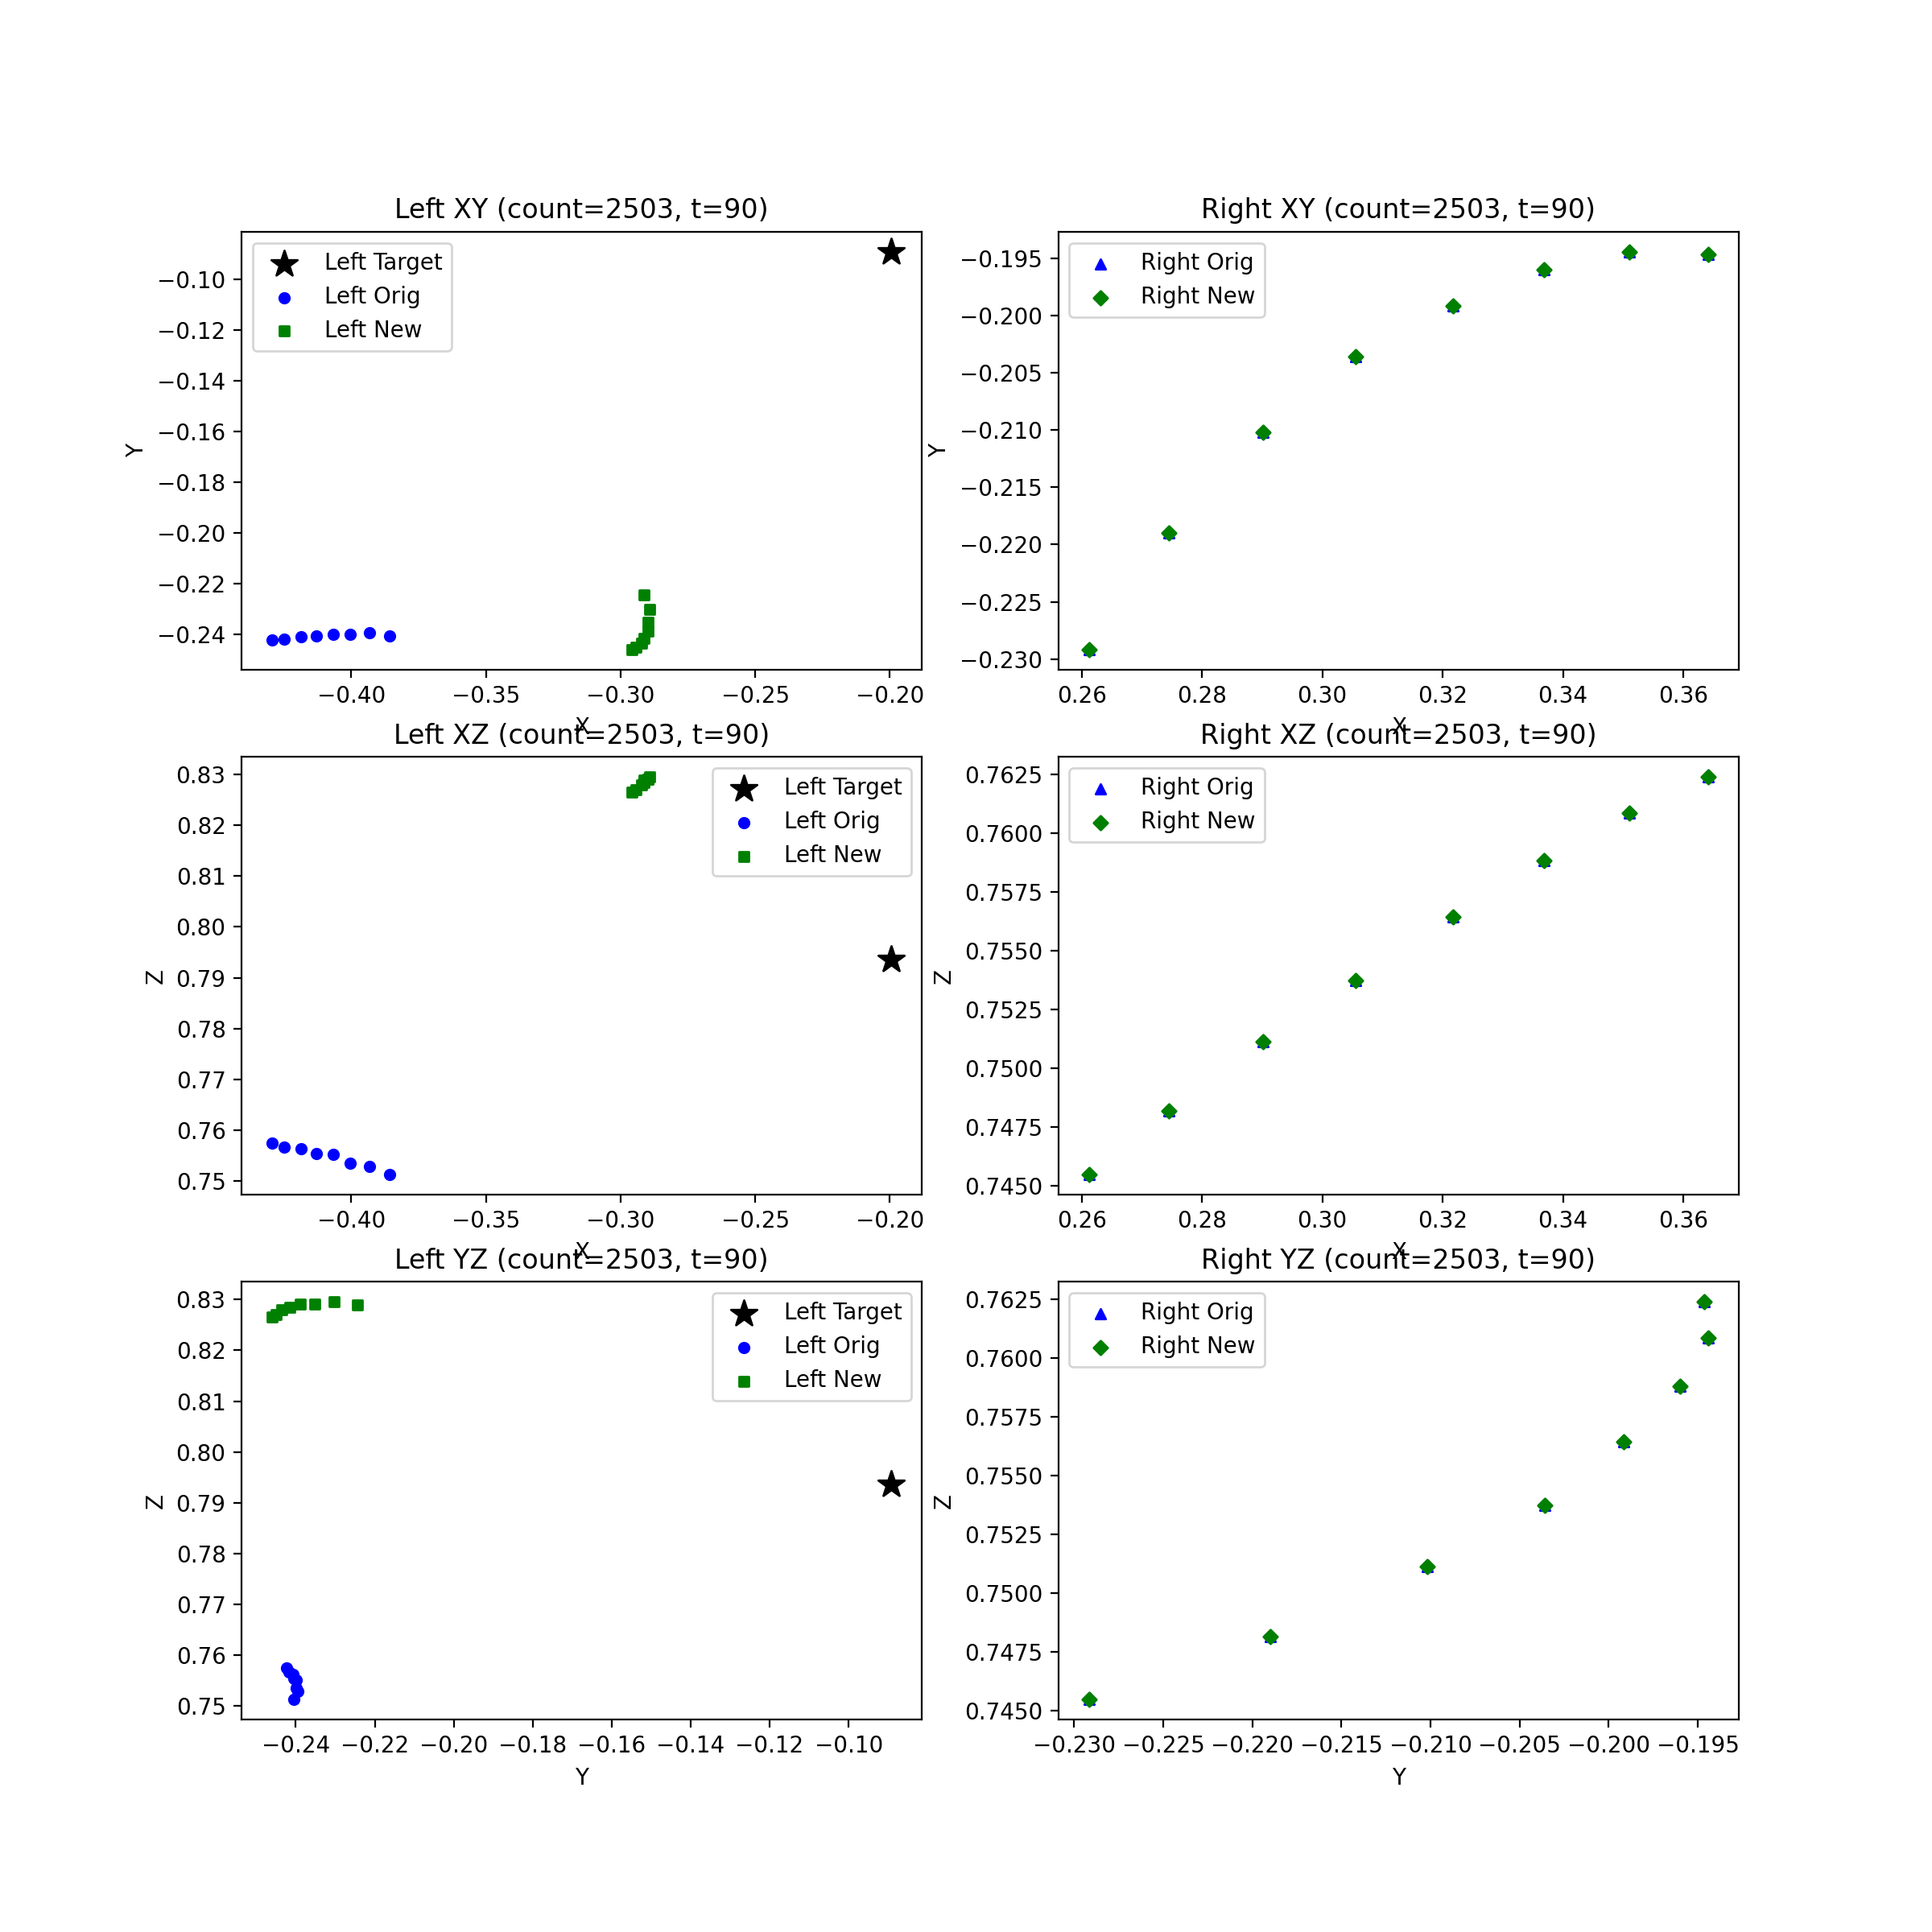 Left XY (count=2503, t=90)
Left Target
Left Orig
Left New
−0.10
−0.12
−0.14
−0.16
−0.18
−0.20
−0.22
−0.24
Y
−0.40 −0.35 −0.30 −0.25 −0.20
X
Right XY (count=2503, t=90)
Right Orig
Right New
−0.195
−0.200
−0.205
−0.210
−0.215
−0.220
−0.225
−0.230
Y
0.26 0.28 0.30 0.32 0.34 0.36
X
Left XZ (count=2503, t=90)
Left Target
Left Orig
Left New
0.83
0.82
0.81
0.80
0.79
0.78
0.77
0.76
0.75
Z
−0.40 −0.35 −0.30 −0.25 −0.20
X
Right XZ (count=2503, t=90)
Right Orig
Right New
0.7625
0.7600
0.7575
0.7550
0.7525
0.7500
0.7475
0.7450
Z
0.26 0.28 0.30 0.32 0.34 0.36
X
Left YZ (count=2503, t=90)
Left Target
Left Orig
Left New
0.83
0.82
0.81
0.80
0.79
0.78
0.77
0.76
0.75
Z
−0.24 −0.22 −0.20 −0.18 −0.16 −0.14 −0.12 −0.10
Y
Right YZ (count=2503, t=90)
Right Orig
Right New
0.7625
0.7600
0.7575
0.7550
0.7525
0.7500
0.7475
0.7450
Z
−0.230 −0.225 −0.220 −0.215 −0.210 −0.205 −0.200 −0.195
Y